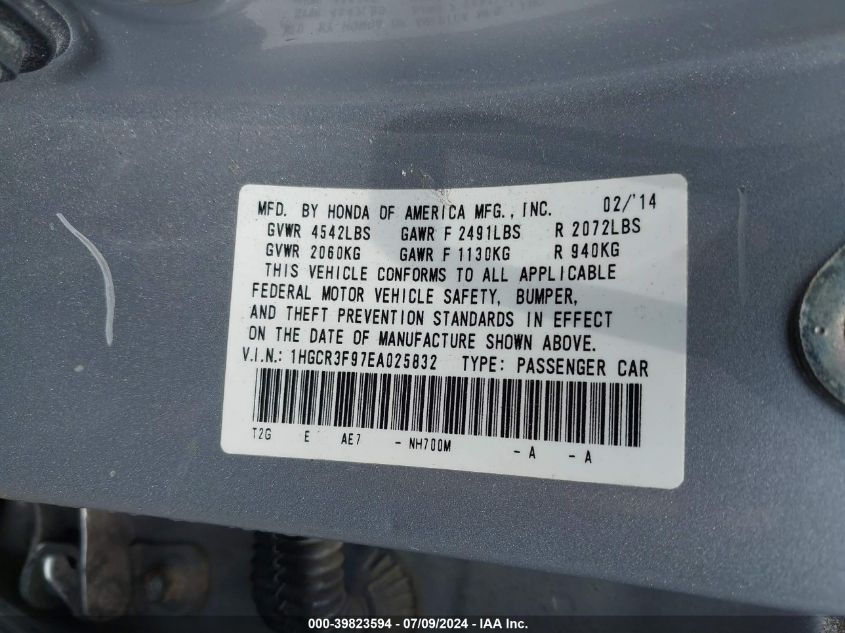 MFD. BY HONDA OF AMERICA MFG., INC. 02/'14
GVWR 4542LBS GAWR F 2491LBS R 2072LBS
GVWR 2060KG GAWR F 1130KG R 940KG
THIS VEHICLE CONFORMS TO ALL APPLICABLE
FEDERAL MOTOR VEHICLE SAFETY, BUMPER,
AND THEFT PREVENTION STANDARDS IN EFFECT
ON THE DATE OF MANUFACTURE SHOWN ABOVE.
V.I.N.: 1HGCR3F97EA025832 TYPE: PASSENGER CAR
T2G E AE7 - NH700M - A - A
000-39823594 / 07/09/2024 - IAA Inc.